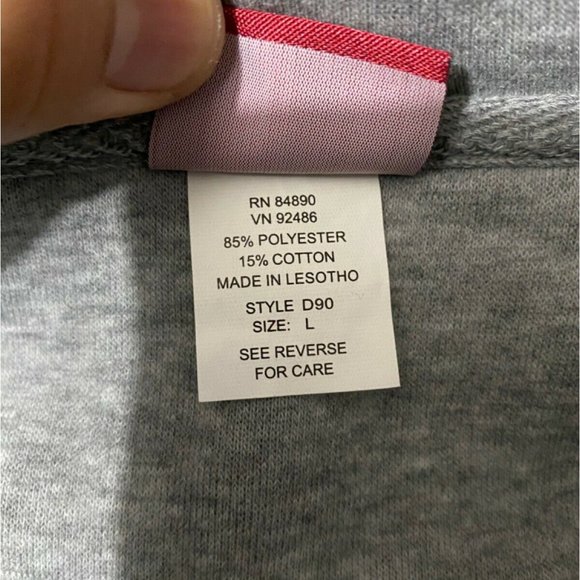 RN 84890
VN 92486
85% POLYESTER
15% COTTON
MADE IN LESOTHO
STYLE D90
SIZE: L
SEE REVERSE
FOR CARE